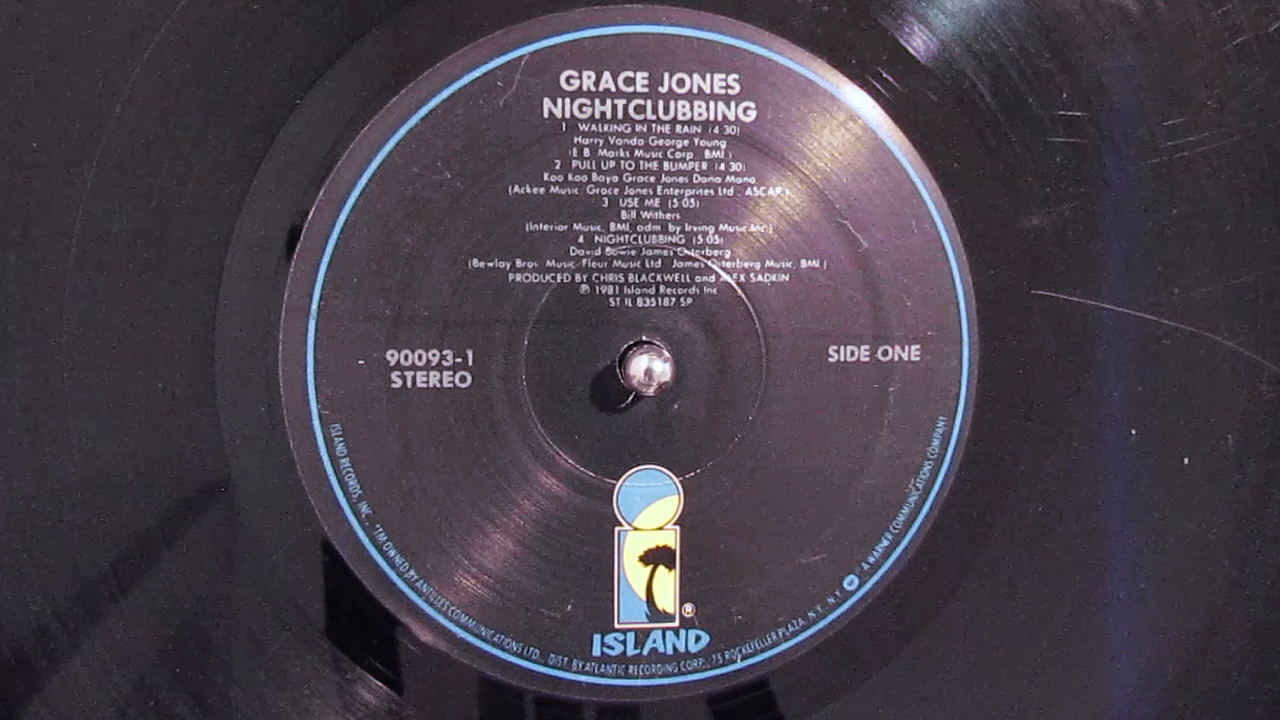 GRACE JONES
NIGHTCLUBBING
1 WALKING IN THE RAIN (4:30)
Harry Vanda George Young
(E. B. Marks Music Corp., BMI)
2 PULL UP TO THE BUMPER (4:30)
Koo Koo Baya Grace Jones Dana Mano
(Ackee Music/Grace Jones Enterprises Ltd., ASCAP)
3 USE ME (5:05)
Bill Withers
(Interior Music, BMI, adm. by Irving Music Inc.)
4 NIGHTCLUBBING (5:05)
David Bowie James Osterberg
(Bewlay Bros. Music/Fleur Music Ltd./James Osterberg Music, BMI)
PRODUCED BY CHRIS BLACKWELL and ALEX SADKIN
℗ 1981 Island Records Inc.
ST IL 835187 SP
90093-1
STEREO
SIDE ONE
i
®
ISLAND
ISLAND RECORDS, INC. *TM OWNED BY ANTILLES COMMUNICATIONS LTD., DIST. BY ATLANTIC RECORDING CORP., 75 ROCKEFELLER PLAZA, N.Y., N.Y. A WARNER COMMUNICATIONS COMPANY